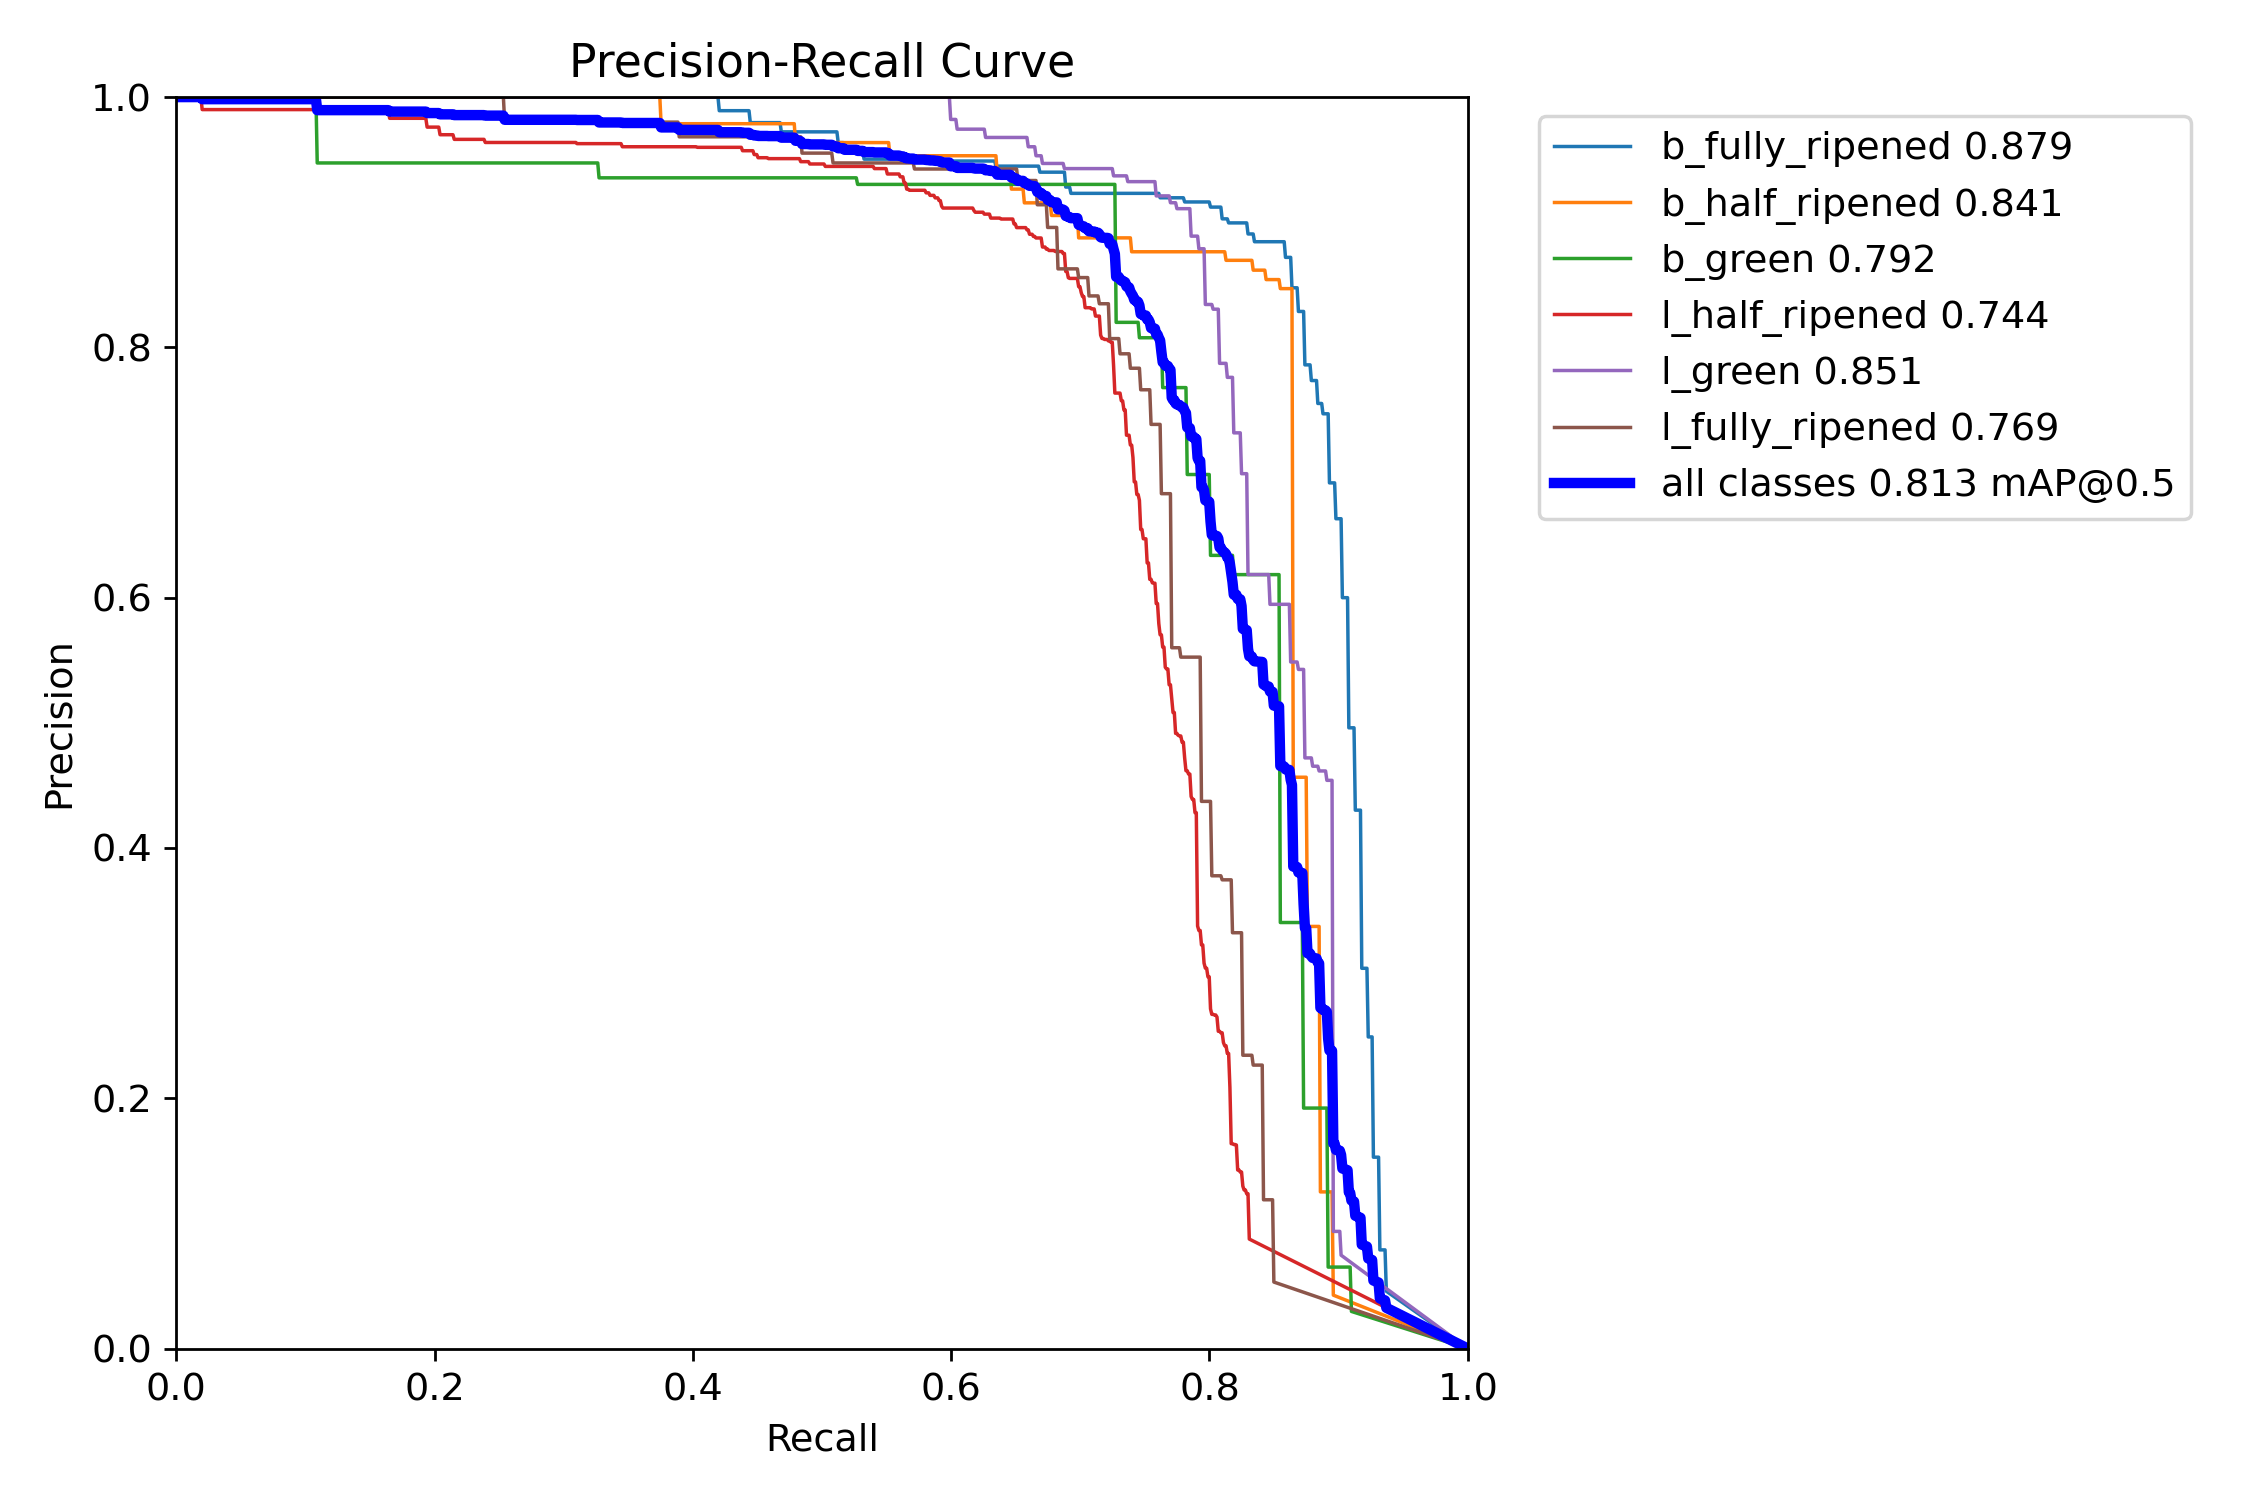 Precision-Recall Curve
1.0
0.8
0.6
0.4
0.2
0.0
Precision
0.0 0.2 0.4 0.6 0.8 1.0
Recall
b_fully_ripened 0.879
b_half_ripened 0.841
b_green 0.792
l_half_ripened 0.744
l_green 0.851
l_fully_ripened 0.769
all classes 0.813 mAP@0.5